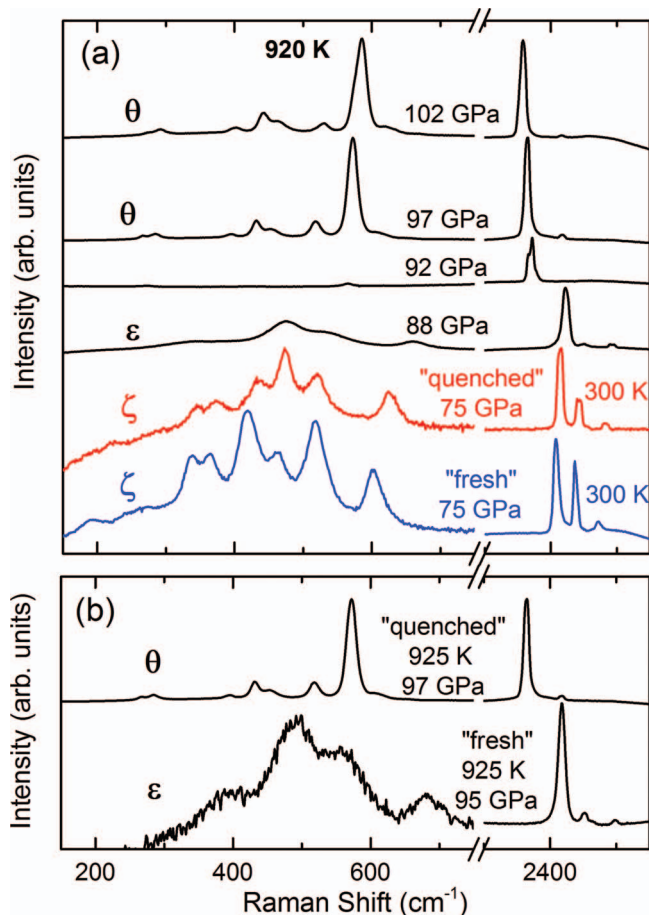 (a)
920 K
θ
102 GPa
θ
97 GPa
92 GPa
ε
88 GPa
ζ
"quenched"
75 GPa
300 K
ζ
"fresh"
75 GPa
300 K
Intensity (arb. units)
(b)
θ
"quenched"
925 K
97 GPa
ε
"fresh"
925 K
95 GPa
Intensity (arb. units)
200 400 600 2400
Raman Shift (cm⁻¹)